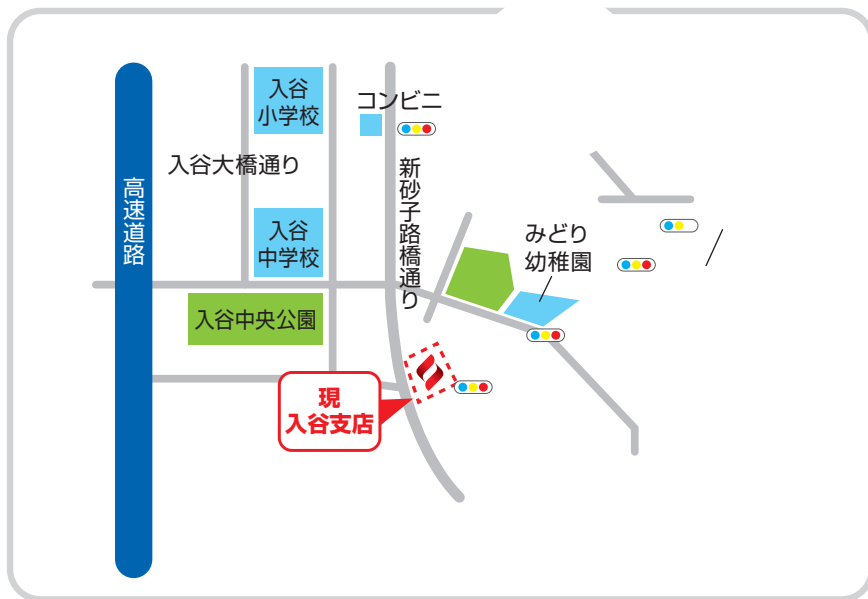 入谷
小学校
コンビニ
入谷大橋通り
高速道路
新砂子路橋通り
入谷
中学校
みどり
幼稚園
入谷中央公園
現
入谷支店